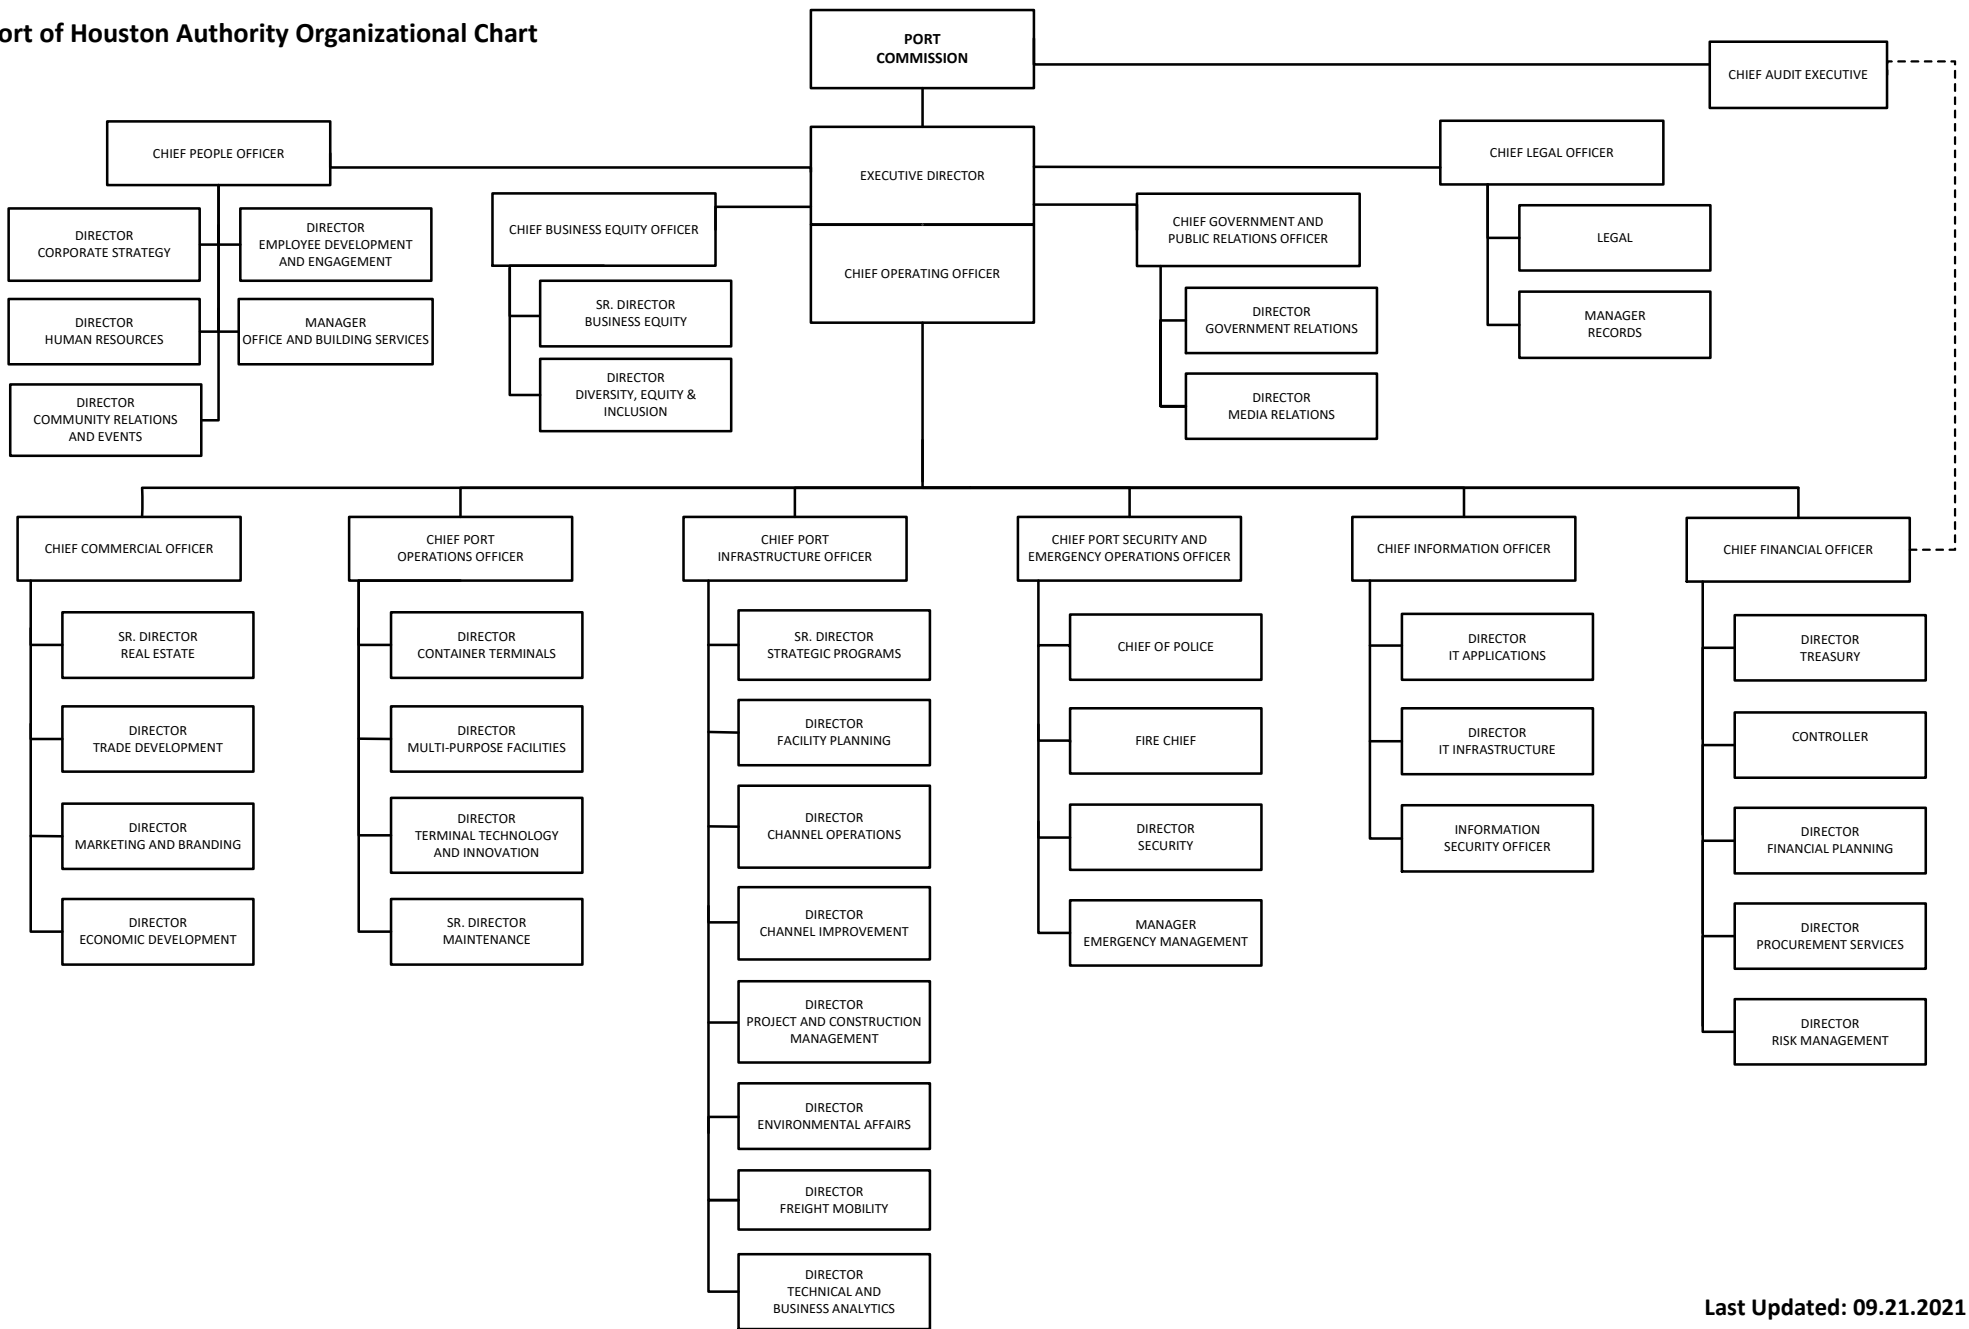 ort of Houston Authority Organizational Chart
PORT
COMMISSION
CHIEF AUDIT EXECUTIVE
CHIEF PEOPLE OFFICER
EXECUTIVE DIRECTOR
CHIEF LEGAL OFFICER
DIRECTOR
CORPORATE STRATEGY
DIRECTOR
EMPLOYEE DEVELOPMENT
AND ENGAGEMENT
DIRECTOR
HUMAN RESOURCES
MANAGER
OFFICE AND BUILDING SERVICES
DIRECTOR
COMMUNITY RELATIONS
AND EVENTS
CHIEF BUSINESS EQUITY OFFICER
SR. DIRECTOR
BUSINESS EQUITY
DIRECTOR
DIVERSITY, EQUITY &
INCLUSION
CHIEF OPERATING OFFICER
CHIEF GOVERNMENT AND
PUBLIC RELATIONS OFFICER
DIRECTOR
GOVERNMENT RELATIONS
DIRECTOR
MEDIA RELATIONS
LEGAL
MANAGER
RECORDS
CHIEF COMMERCIAL OFFICER
SR. DIRECTOR
REAL ESTATE
DIRECTOR
TRADE DEVELOPMENT
DIRECTOR
MARKETING AND BRANDING
DIRECTOR
ECONOMIC DEVELOPMENT
CHIEF PORT
OPERATIONS OFFICER
DIRECTOR
CONTAINER TERMINALS
DIRECTOR
MULTI-PURPOSE FACILITIES
DIRECTOR
TERMINAL TECHNOLOGY
AND INNOVATION
SR. DIRECTOR
MAINTENANCE
CHIEF PORT
INFRASTRUCTURE OFFICER
SR. DIRECTOR
STRATEGIC PROGRAMS
DIRECTOR
FACILITY PLANNING
DIRECTOR
CHANNEL OPERATIONS
DIRECTOR
CHANNEL IMPROVEMENT
DIRECTOR
PROJECT AND CONSTRUCTION
MANAGEMENT
DIRECTOR
ENVIRONMENTAL AFFAIRS
DIRECTOR
FREIGHT MOBILITY
DIRECTOR
TECHNICAL AND
BUSINESS ANALYTICS
CHIEF PORT SECURITY AND
EMERGENCY OPERATIONS OFFICER
CHIEF OF POLICE
FIRE CHIEF
DIRECTOR
SECURITY
MANAGER
EMERGENCY MANAGEMENT
CHIEF INFORMATION OFFICER
DIRECTOR
IT APPLICATIONS
DIRECTOR
IT INFRASTRUCTURE
INFORMATION
SECURITY OFFICER
CHIEF FINANCIAL OFFICER
DIRECTOR
TREASURY
CONTROLLER
DIRECTOR
FINANCIAL PLANNING
DIRECTOR
PROCUREMENT SERVICES
DIRECTOR
RISK MANAGEMENT
Last Updated: 09.21.2021